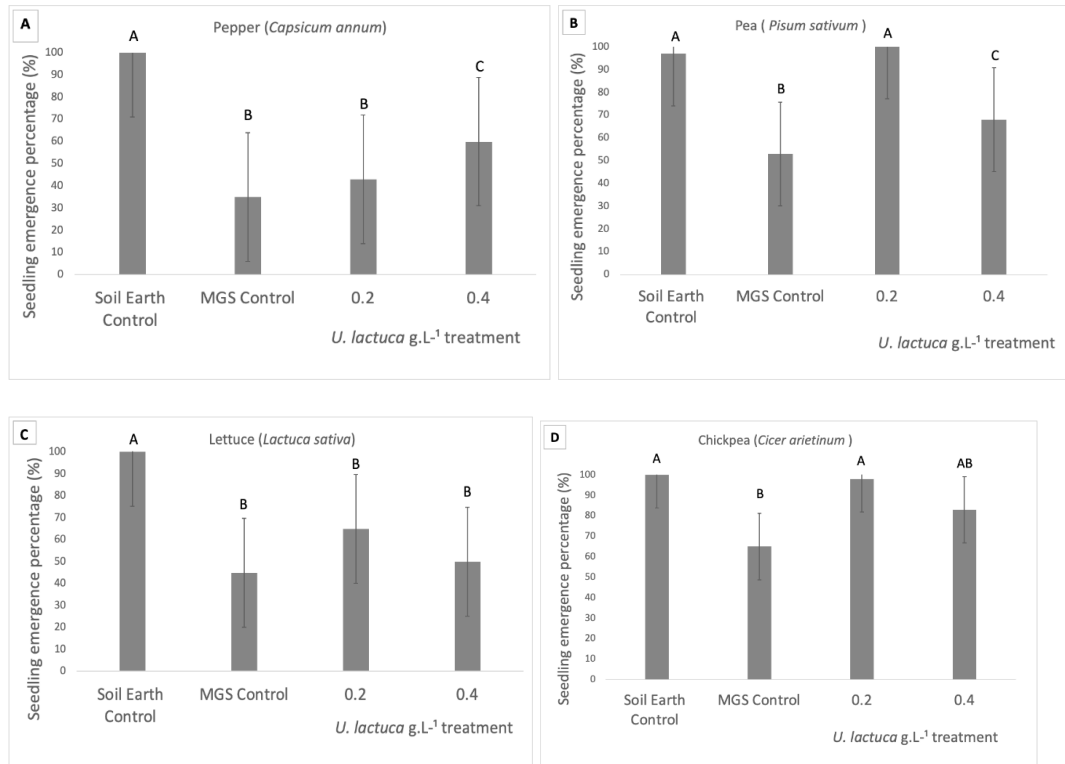 A
Pepper (Capsicum annum)
Seedling emergence percentage (%)
100
90
80
70
60
50
40
30
20
10
0
A
B
B
C
Soil Earth
Control
MGS Control
0.2
0.4
U. lactuca g.L-¹ treatment
B
Pea ( Pisum sativum )
Seedling emergence percentage (%)
100
90
80
70
60
50
40
30
20
10
0
A
B
A
C
Soil Earth
Control
MGS Control
0.2
0.4
U. lactuca g.L-¹ treatment
C
Lettuce (Lactuca sativa)
Seedling emergence percentage (%)
100
90
80
70
60
50
40
30
20
10
0
A
B
B
B
Soil Earth
Control
MGS Control
0.2
0.4
U. lactuca g.L-¹ treatment
D
Chickpea (Cicer arietinum )
Seedling emergence percentage (%)
100
90
80
70
60
50
40
30
20
10
0
A
B
A
AB
Soil Earth
Control
MGS Control
0.2
0.4
U. lactuca g.L-¹ treatment